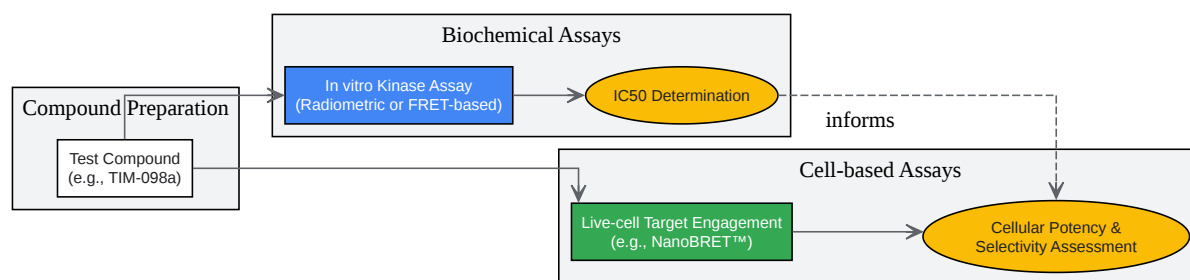 Biochemical Assays
In vitro Kinase Assay
(Radiometric or FRET-based)
IC50 Determination
Compound Preparation
Test Compound
(e.g., TIM-098a)
informs
Cell-based Assays
Live-cell Target Engagement
(e.g., NanoBRET™)
Cellular Potency &
Selectivity Assessment